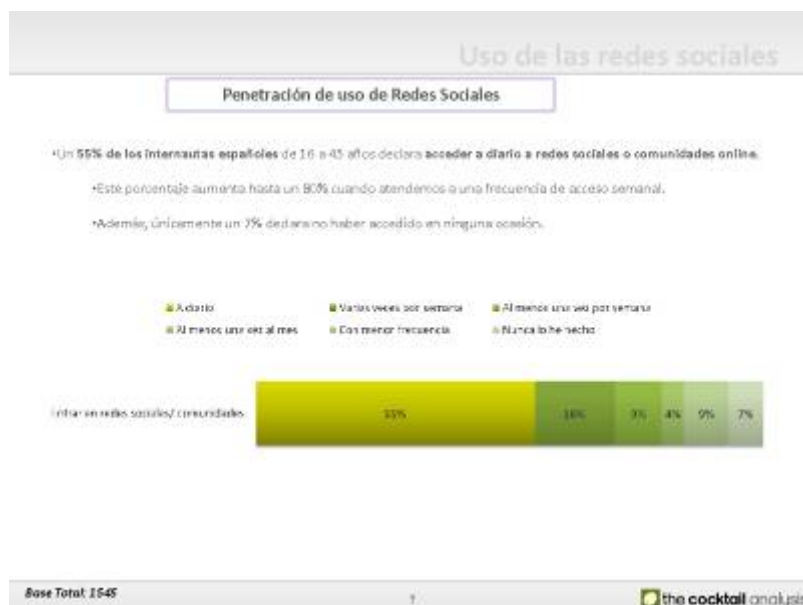 Uso de las redes sociales
Penetración de uso de Redes Sociales
•Un 55% de los internautas españoles de 16 a 45 años declara acceder a diario a redes sociales o comunidades online.
•Este porcentaje aumenta hasta un 80% cuando atendemos a una frecuencia de acceso semanal.
•Además, únicamente un 7% declara no haber accedido en ninguna ocasión.
A diario Varias veces por semana Al menos una vez por semana
Al menos una vez al mes Con menor frecuencia Nunca lo he hecho
Entrar en redes sociales/ comunidades 55% 16% 9% 4% 9% 7%
Base Total: 1545
the cocktail analysis